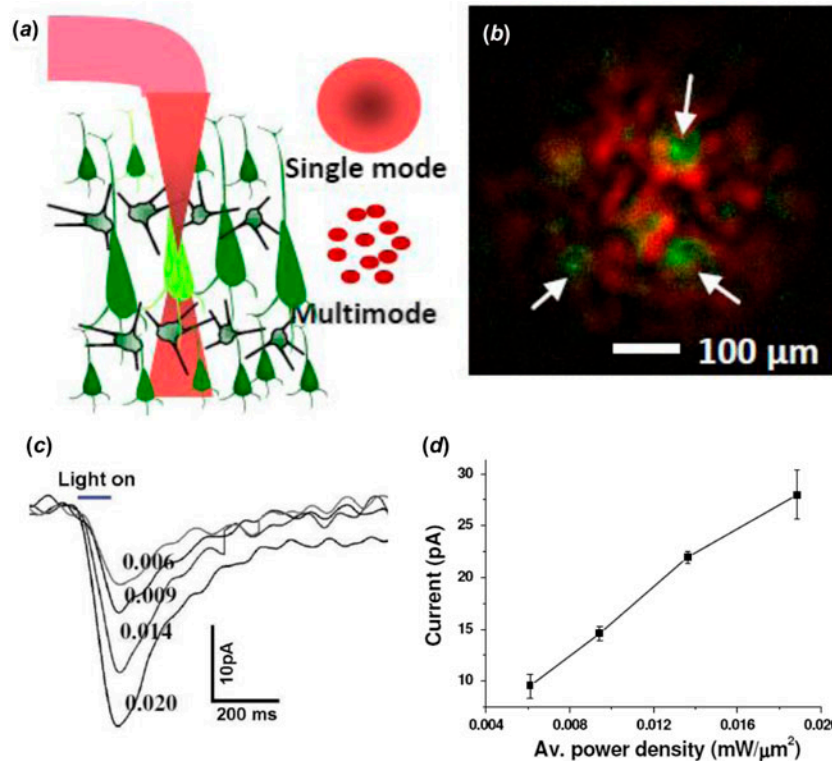 (a)
Single mode
Multimode
(b)
100 µm
(c)
Light on
0.006
0.009
0.014
0.020
10pA
200 ms
(d)
Current (pA)
30
25
20
15
10
0.004 0.008 0.012 0.016 0.020
Av. power density (mW/µm²)